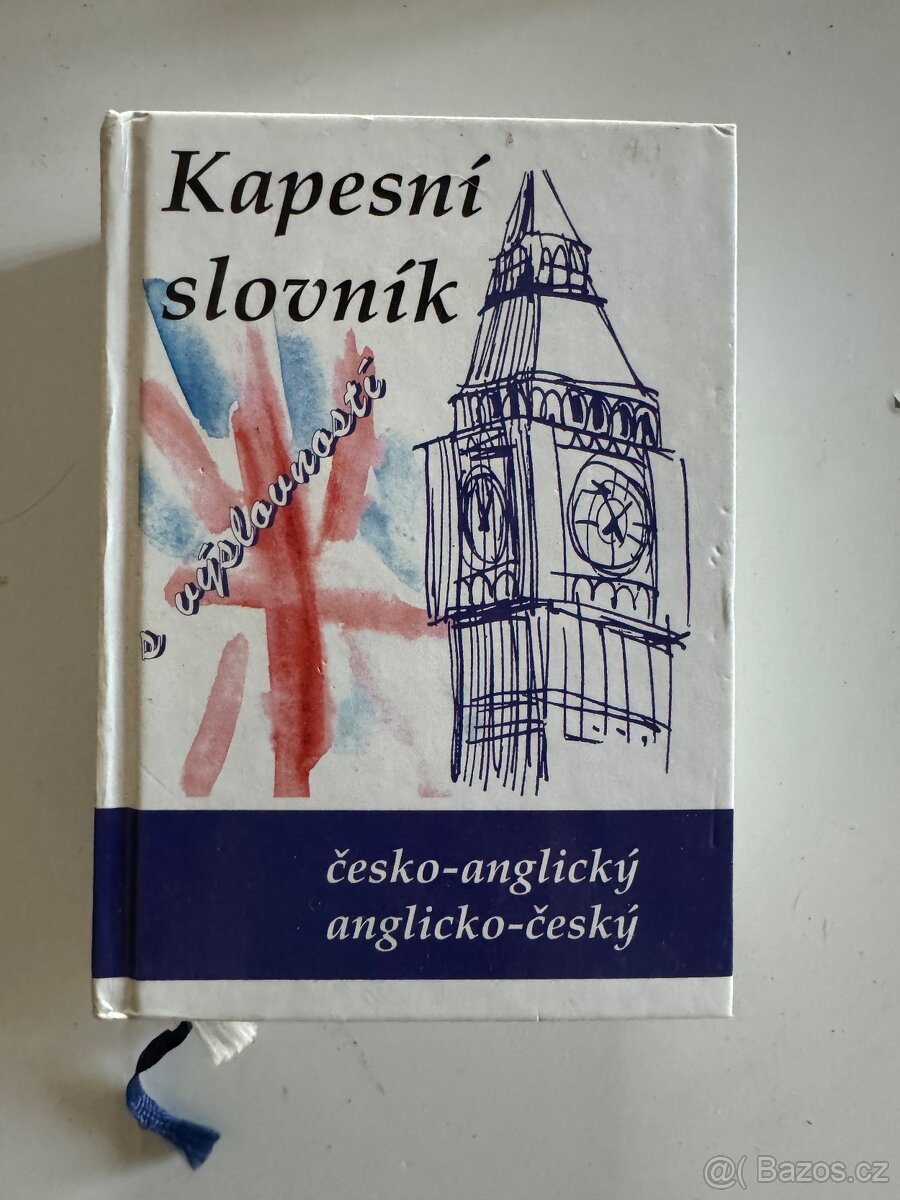 Kapesní
slovník
s výslovností
česko-anglický
anglicko-český
@( Bazos.cz